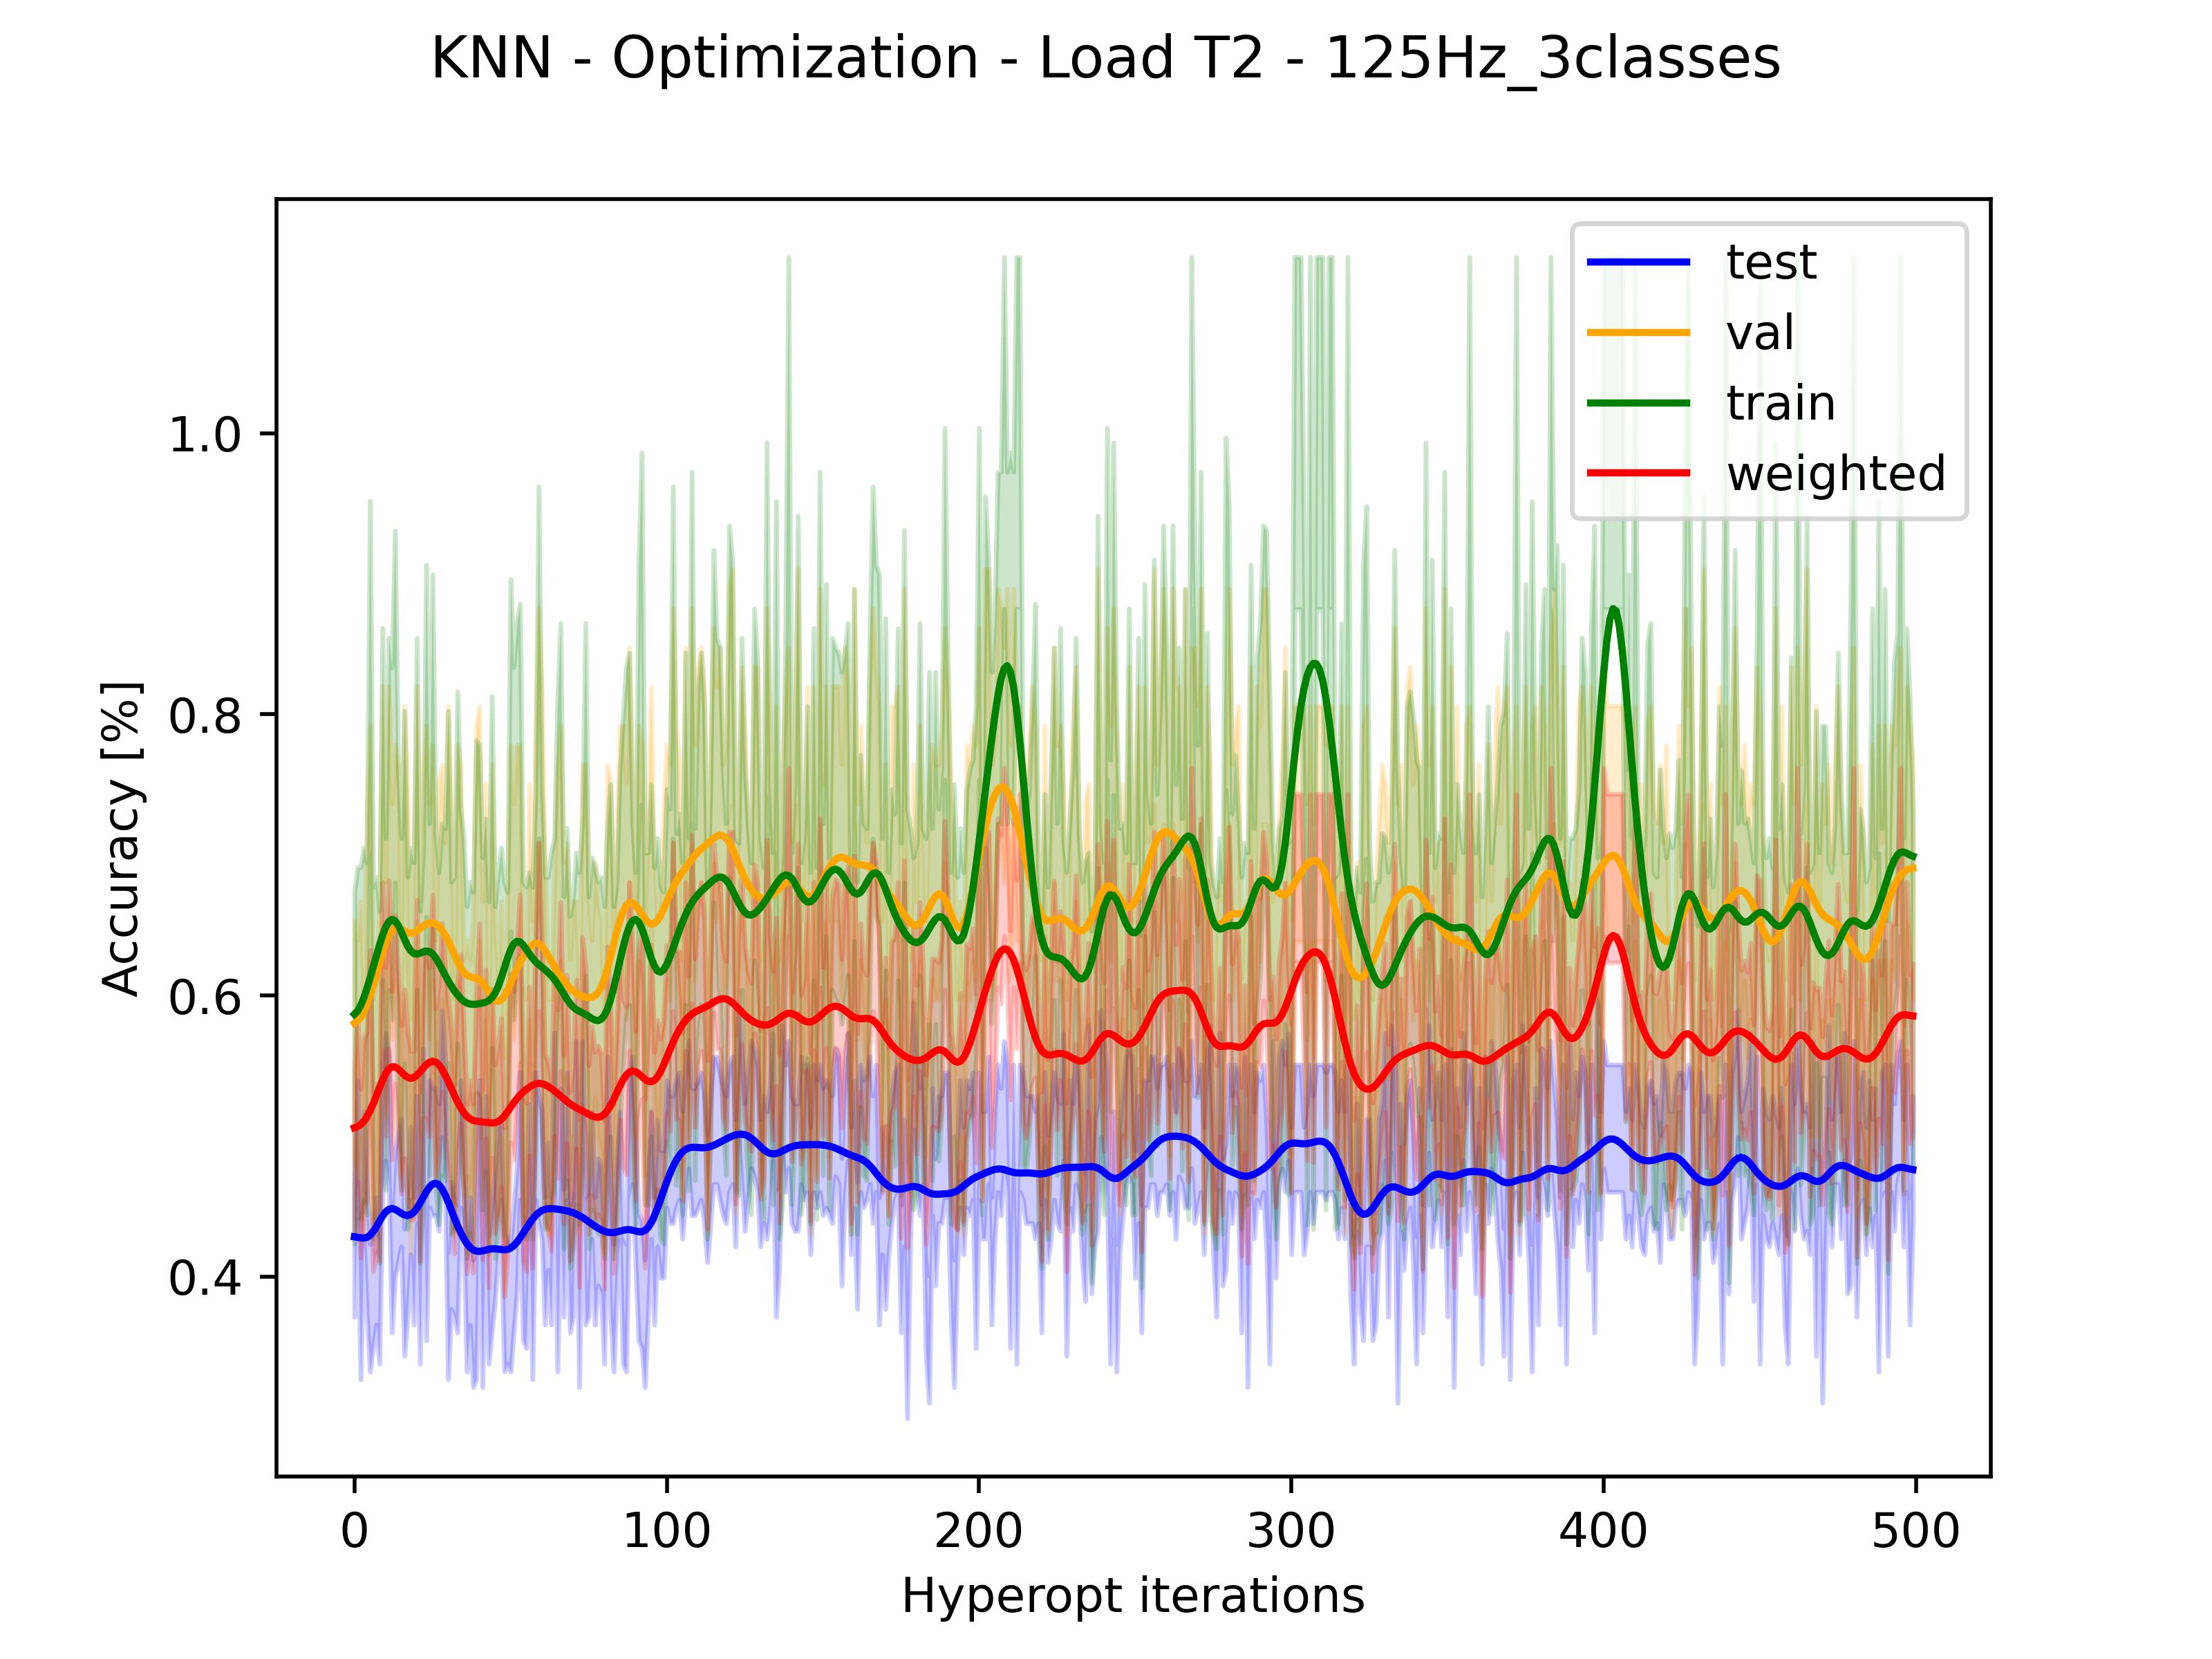 KNN - Optimization - Load T2 - 125Hz_3classes
test
val
train
weighted
1.0
0.8
0.6
0.4
Accuracy [%]
0 100 200 300 400 500
Hyperopt iterations